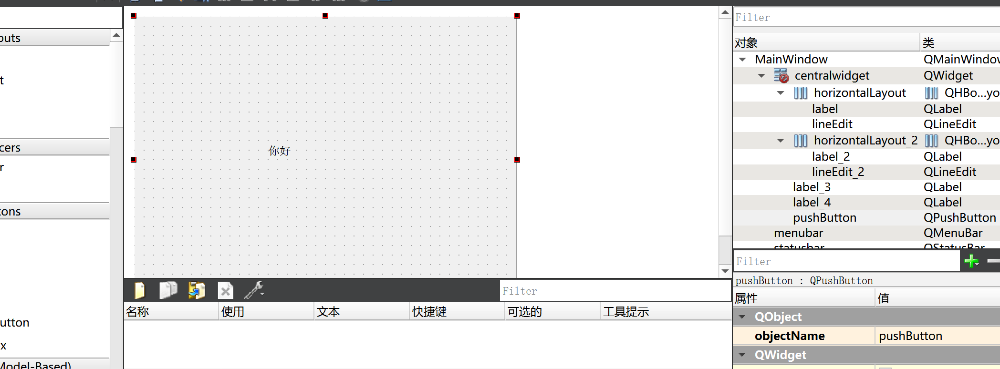 outs
t
cers
r
tons
utton
x
Model-Based)
你好
Filter
名称 使用 文本 快捷键 可选的 工具提示
Filter
对象 类
MainWindow QMainWindow
centralwidget QWidget
horizontalLayout QHBo...yo
label QLabel
lineEdit QLineEdit
horizontalLayout_2 QHBo...yo
label_2 QLabel
lineEdit_2 QLineEdit
label_3 QLabel
label_4 QLabel
pushButton QPushButton
menubar QMenuBar
statusbar QStatusBar
Filter
pushButton : QPushButton
属性 值
QObject
objectName pushButton
QWidget